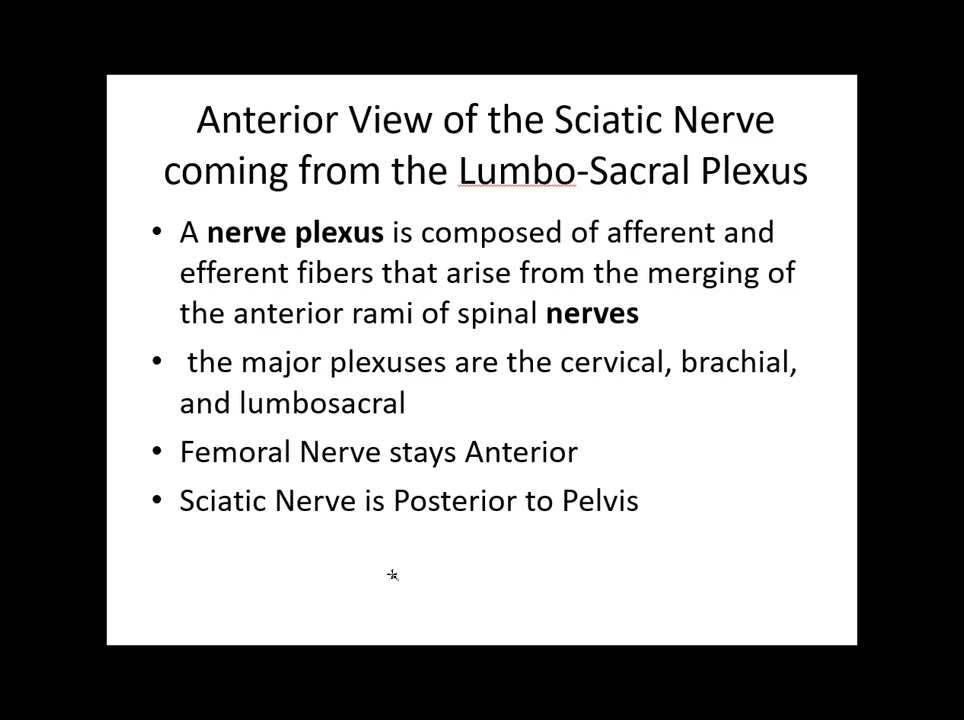 Anterior View of the Sciatic Nerve
coming from the Lumbo-Sacral Plexus
• A nerve plexus is composed of afferent and
efferent fibers that arise from the merging of
the anterior rami of spinal nerves
• the major plexuses are the cervical, brachial,
and lumbosacral
• Femoral Nerve stays Anterior
• Sciatic Nerve is Posterior to Pelvis